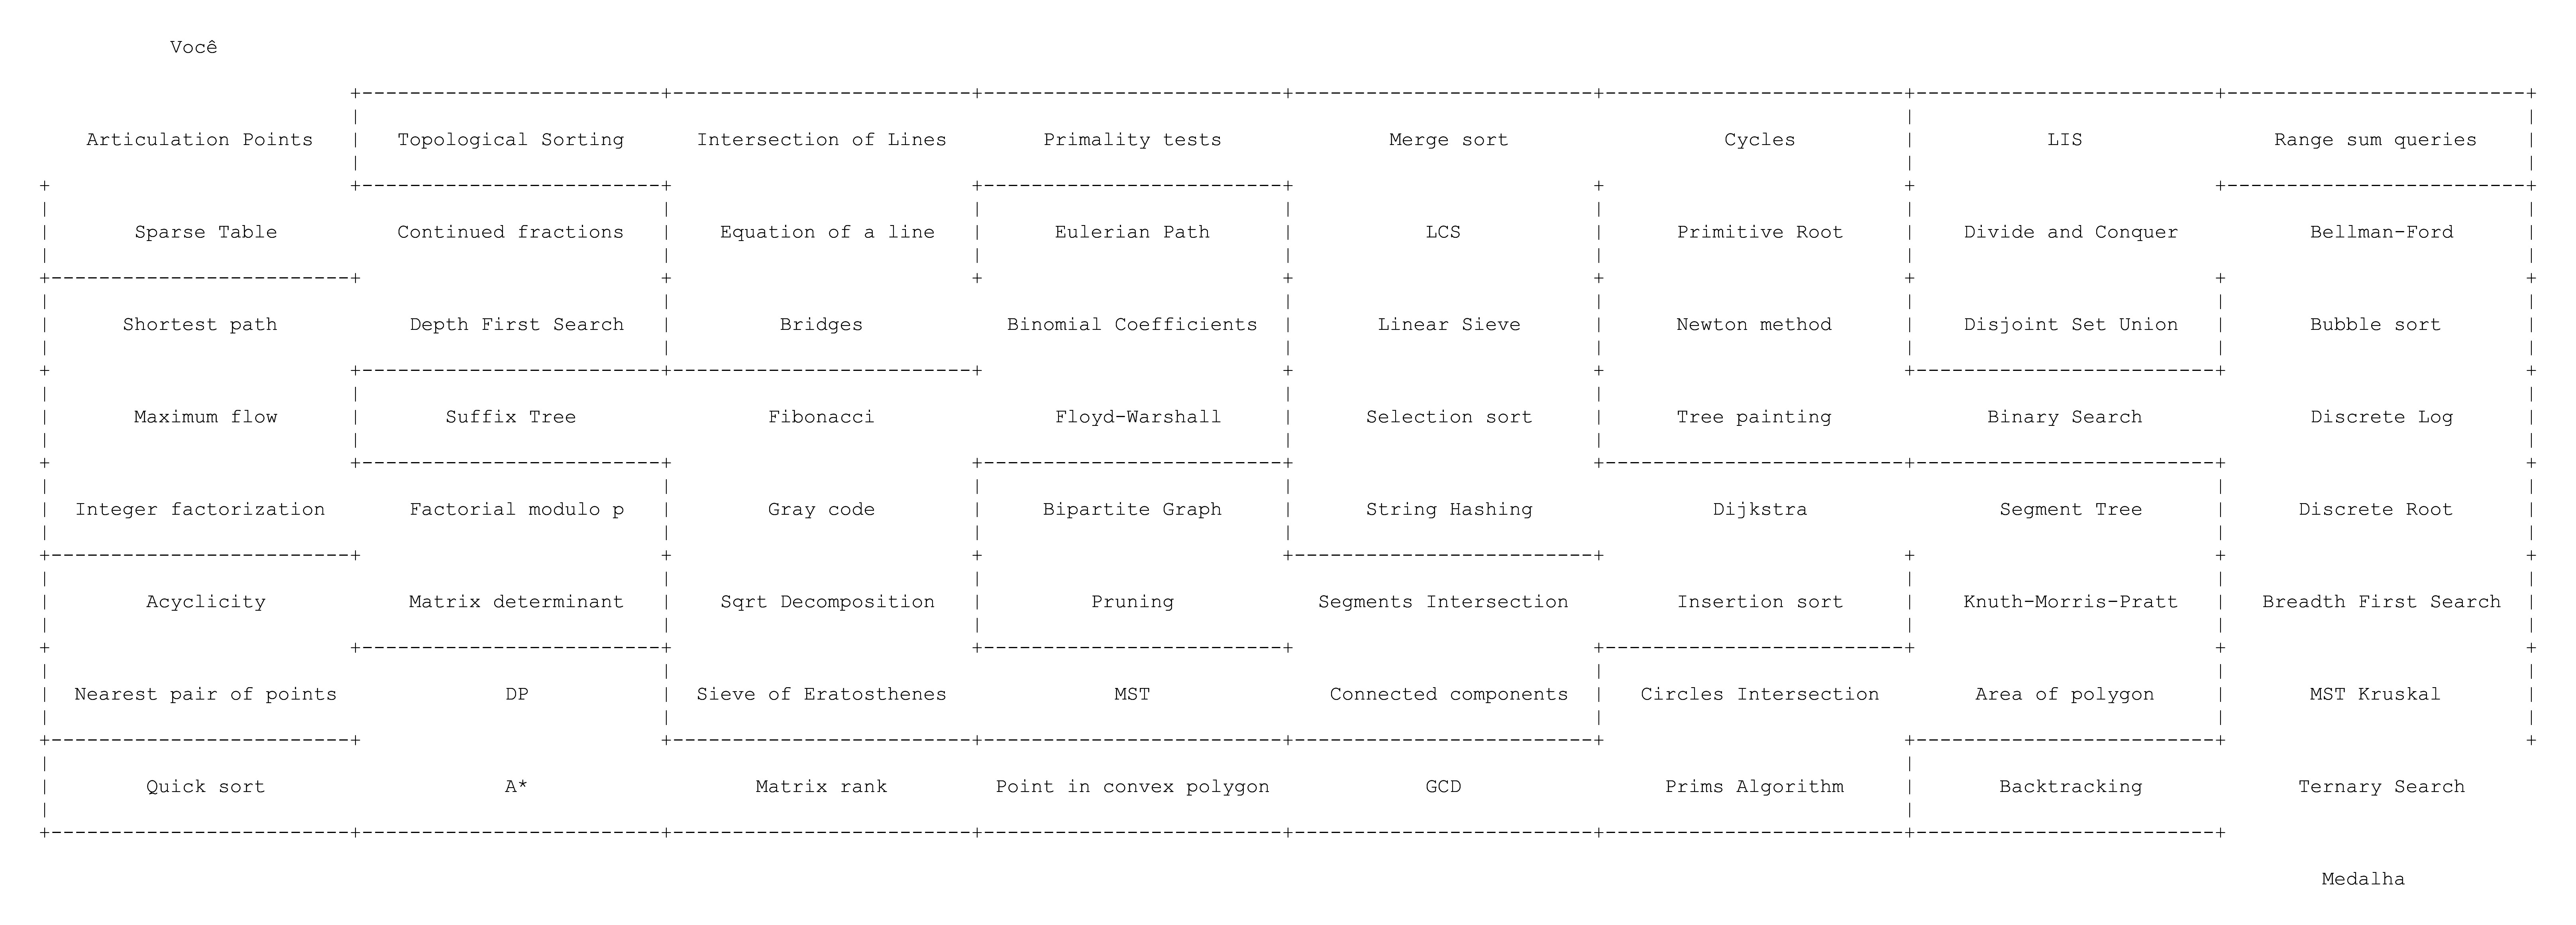 Você
Articulation Points Topological Sorting Intersection of Lines Primality tests Merge sort Cycles LIS Range sum queries
Sparse Table Continued fractions Equation of a line Eulerian Path LCS Primitive Root Divide and Conquer Bellman-Ford
Shortest path Depth First Search Bridges Binomial Coefficients Linear Sieve Newton method Disjoint Set Union Bubble sort
Maximum flow Suffix Tree Fibonacci Floyd-Warshall Selection sort Tree painting Binary Search Discrete Log
Integer factorization Factorial modulo p Gray code Bipartite Graph String Hashing Dijkstra Segment Tree Discrete Root
Acyclicity Matrix determinant Sqrt Decomposition Pruning Segments Intersection Insertion sort Knuth-Morris-Pratt Breadth First Search
Nearest pair of points DP Sieve of Eratosthenes MST Connected components Circles Intersection Area of polygon MST Kruskal
Quick sort A* Matrix rank Point in convex polygon GCD Prims Algorithm Backtracking Ternary Search
Medalha